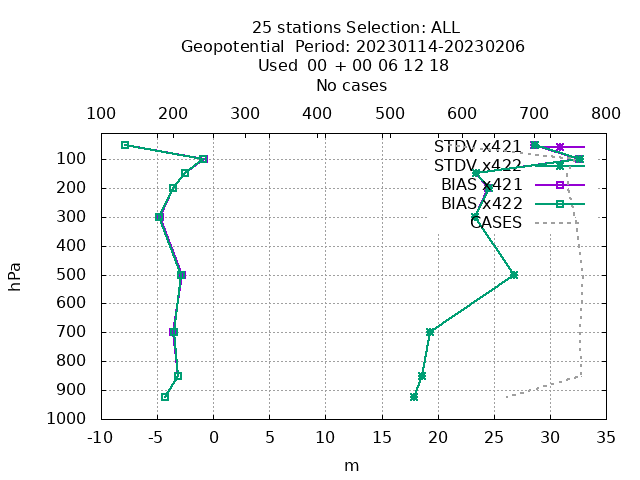 25 stations Selection: ALL
Geopotential  Period: 20230114-20230206
Used  00 + 00 06 12 18
No cases
100 200 300 400 500 600 700 800
STDV x421
STDV x422
BIAS x421
BIAS x422
CASES
hPa
100
200
300
400
500
600
700
800
900
1000
-10 -5 0 5 10 15 20 25 30 35
m